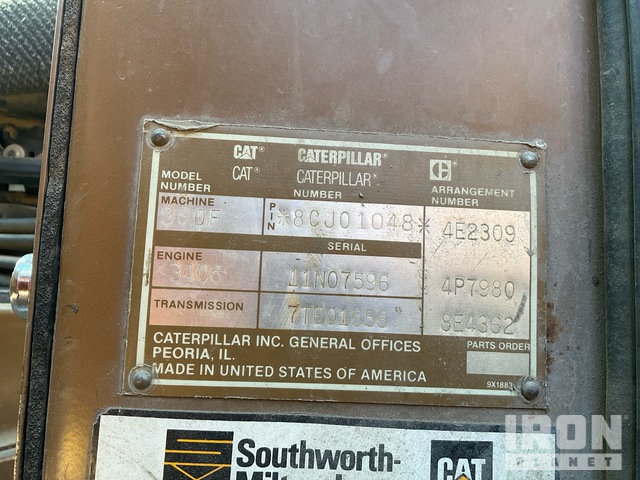 CAT CATERPILLAR C
CAT CATERPILLAR
MODEL NUMBER NUMBER ARRANGEMENT NUMBER
MACHINE PIN *8CJ01048* 4E2309
SERIAL
ENGINE 3406 11N07596 4P7980
TRANSMISSION 8E4362
CATERPILLAR INC. GENERAL OFFICES
PEORIA, IL.
PARTS ORDER
MADE IN UNITED STATES OF AMERICA
9X1883
Southworth-
CAT
IRON
PLANET